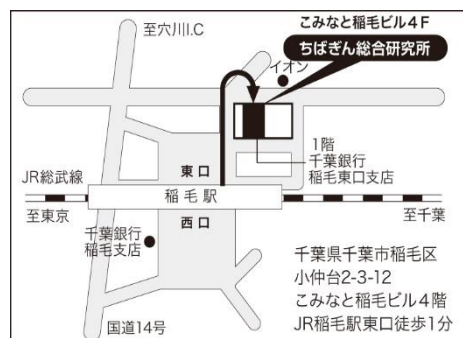 こみなと稲毛ビル4F
ちばぎん総合研究所
至穴川I.C
イオン
1階
千葉銀行
稲毛東口支店
東口
JR総武線
稲毛駅
至東京
至千葉
西口
千葉銀行
稲毛支店
国道14号
千葉県千葉市稲毛区
小仲台2-3-12
こみなと稲毛ビル4階
JR稲毛駅東口徒歩1分